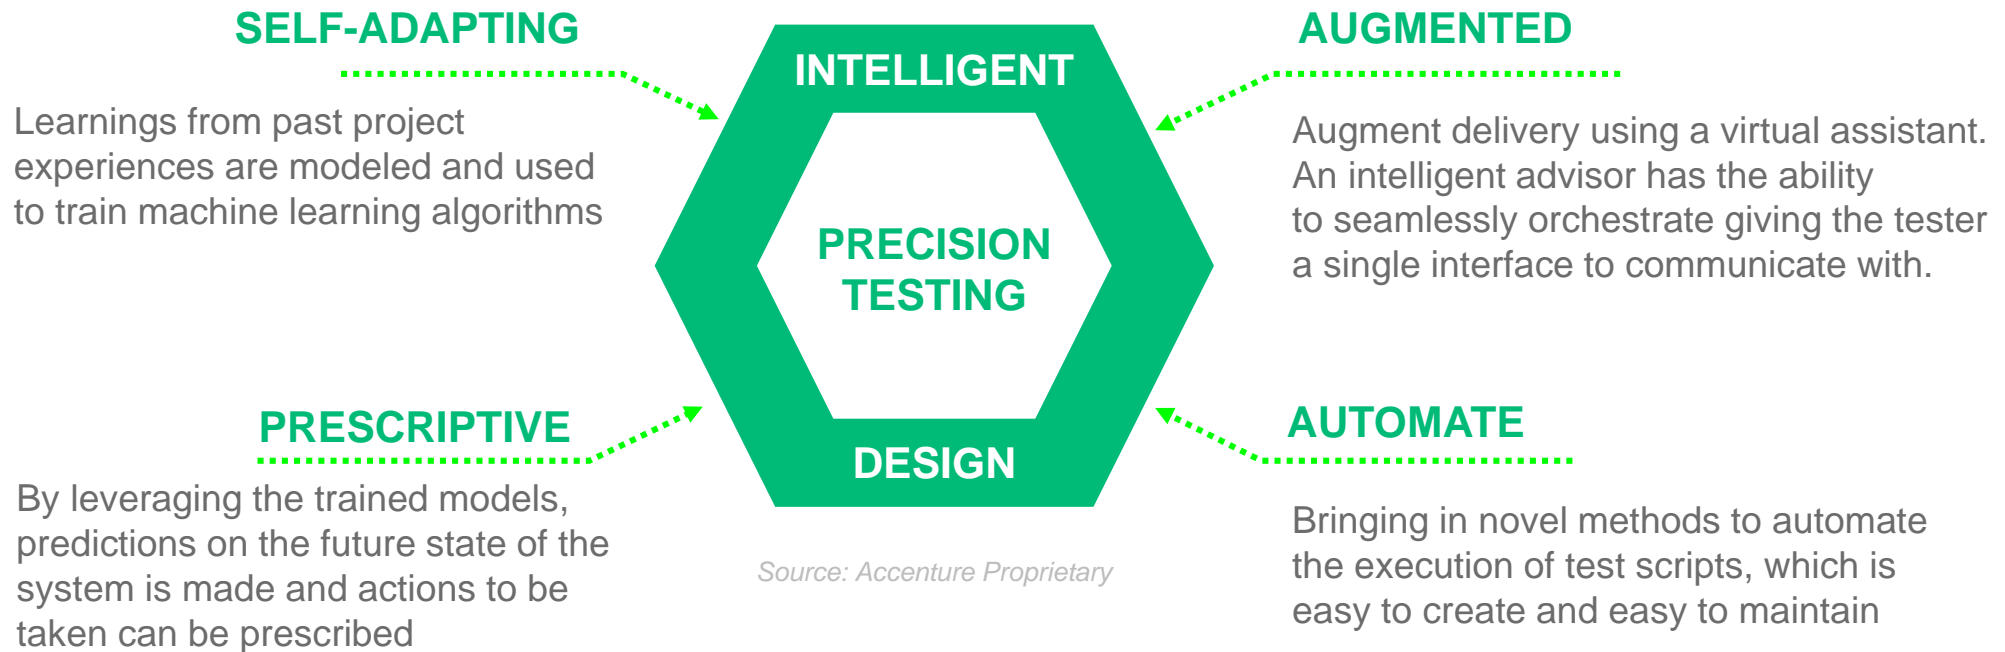 SELF-ADAPTING
Learnings from past project
experiences are modeled and used
to train machine learning algorithms
INTELLIGENT
PRECISION
TESTING
DESIGN
AUGMENTED
Augment delivery using a virtual assistant.
An intelligent advisor has the ability
to seamlessly orchestrate giving the tester
a single interface to communicate with.
PRESCRIPTIVE
By leveraging the trained models,
predictions on the future state of the
system is made and actions to be
taken can be prescribed
Source: Accenture Proprietary
AUTOMATE
Bringing in novel methods to automate
the execution of test scripts, which is
easy to create and easy to maintain